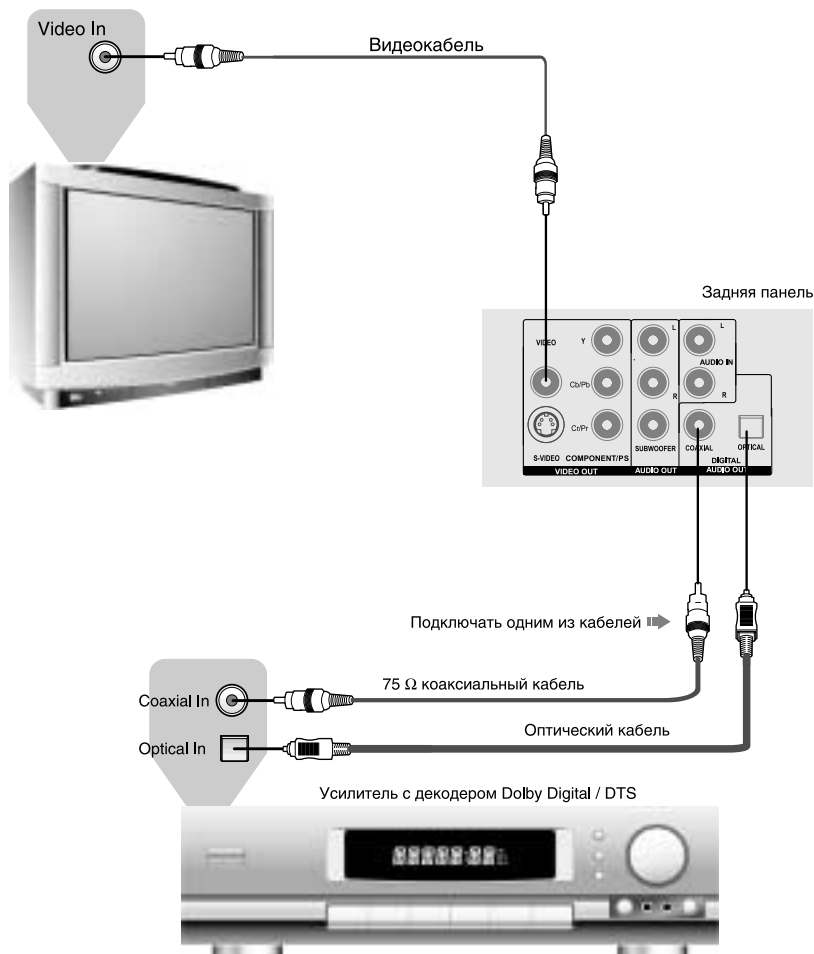 Video In
Видеокабель
Задняя панель
VIDEO
Y
L
L
AUDIO IN
Cb/Pb
R
R
Cr/Pr
S-VIDEO
COMPONENT/PS
SUBWOOFER
COAXIAL
OPTICAL
DIGITAL
VIDEO OUT
AUDIO OUT
AUDIO OUT
Подключать одним из кабелей
75 Ω коаксиальный кабель
Coaxial In
Оптический кабель
Optical In
Усилитель с декодером Dolby Digital / DTS